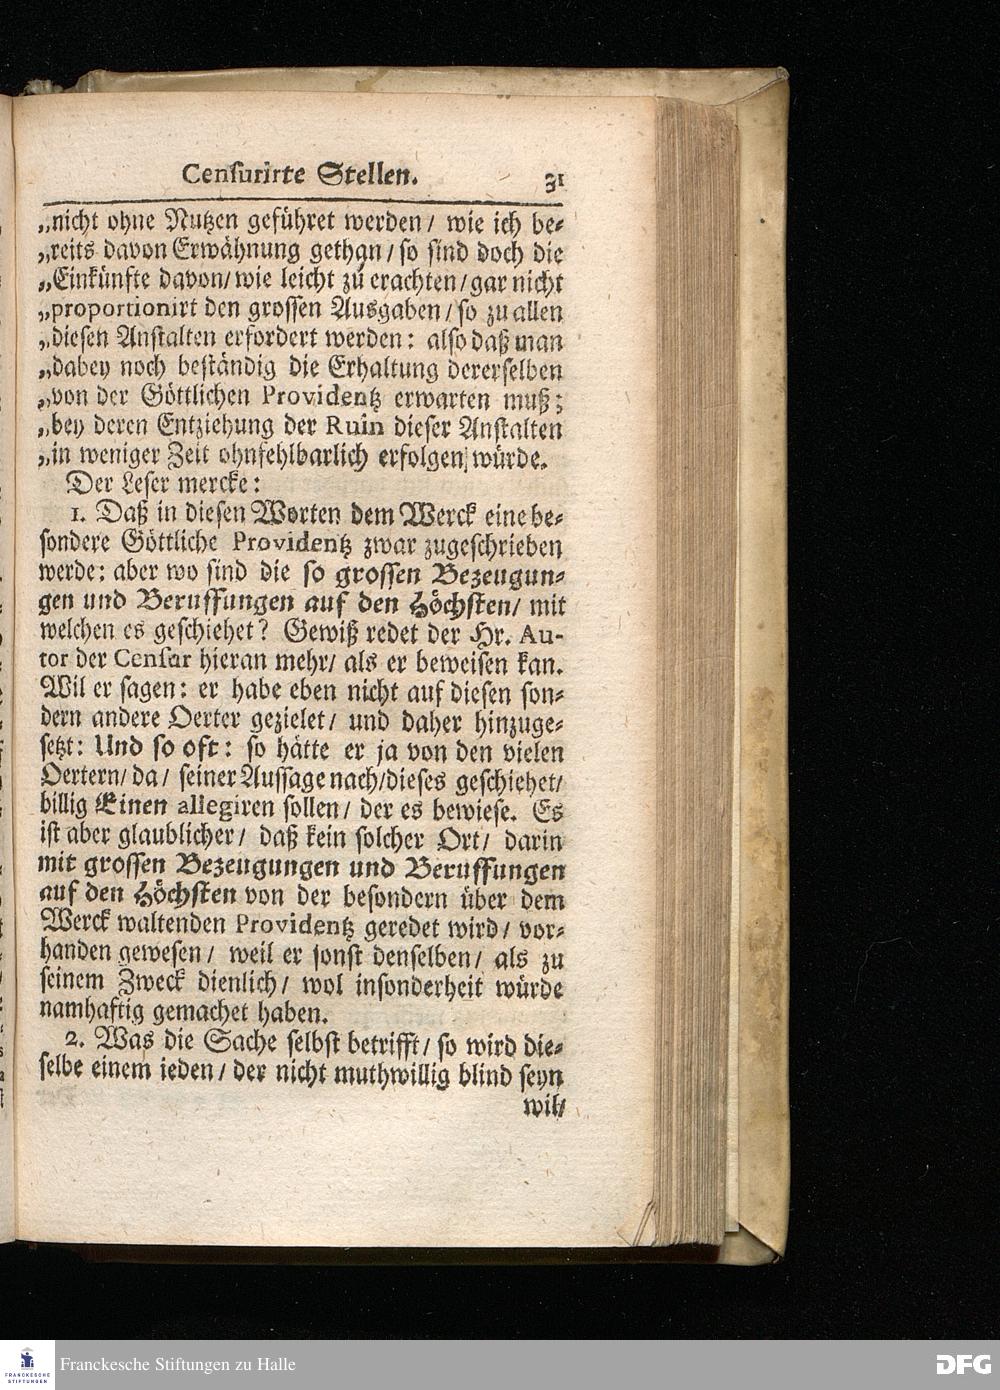 Censurirte Stellen. 31
„nicht ohne Nutzen geführet werden/ wie ich be-
„reits davon Erwähnung gethan/ so sind doch die
„Einkünfte davon/ wie leicht zu erachten/ gar nicht
„proportionirt den grossen Ausgaben/ so zu allen
„diesen Anstalten erfordert werden: also daß man
„dabey noch beständig die Erhaltung dererselben
„von der Göttlichen Providentz erwarten muß;
„bey deren Entziehung der Ruin dieser Anstalten
„in weniger Zeit ohnfehlbarlich erfolgen würde.
Der Leser mercke:
1. Daß in diesen Worten dem Werck eine be-
sondere Göttliche Providentz zwar zugeschrieben
werde: aber wo sind die so grossen Bezeugun-
gen und Beruffungen auf den Höchsten/ mit
welchen es geschiehet? Gewiß redet der Hr. Au-
tor der Censur hieran mehr/ als er beweisen kan.
Wil er sagen: er habe eben nicht auf diesen son-
dern andere Oerter gezielet/ und daher hinzuge-
setzt: Und so oft: so hätte er ja von den vielen
Oertern/ da/ seiner Aussage nach/ dieses geschiehet/
billig Einen allegiren sollen/ der es bewiese. Es
ist aber glaublicher/ daß kein solcher Ort/ darin
mit grossen Bezeugungen und Beruffungen
auf den Höchsten von der besondern über dem
Werck waltenden Providentz geredet wird/ vor-
handen gewesen/ weil er sonst denselben/ als zu
seinem Zweck dienlich/ wol insonderheit würde
namhaftig gemachet haben.
2. Was die Sache selbst betrifft/ so wird die-
selbe einem ieden/ der nicht muthwillig blind seyn
wil/
Franckesche Stiftungen zu Halle
FRANCKESCHE
STIFTUNGEN
DFG